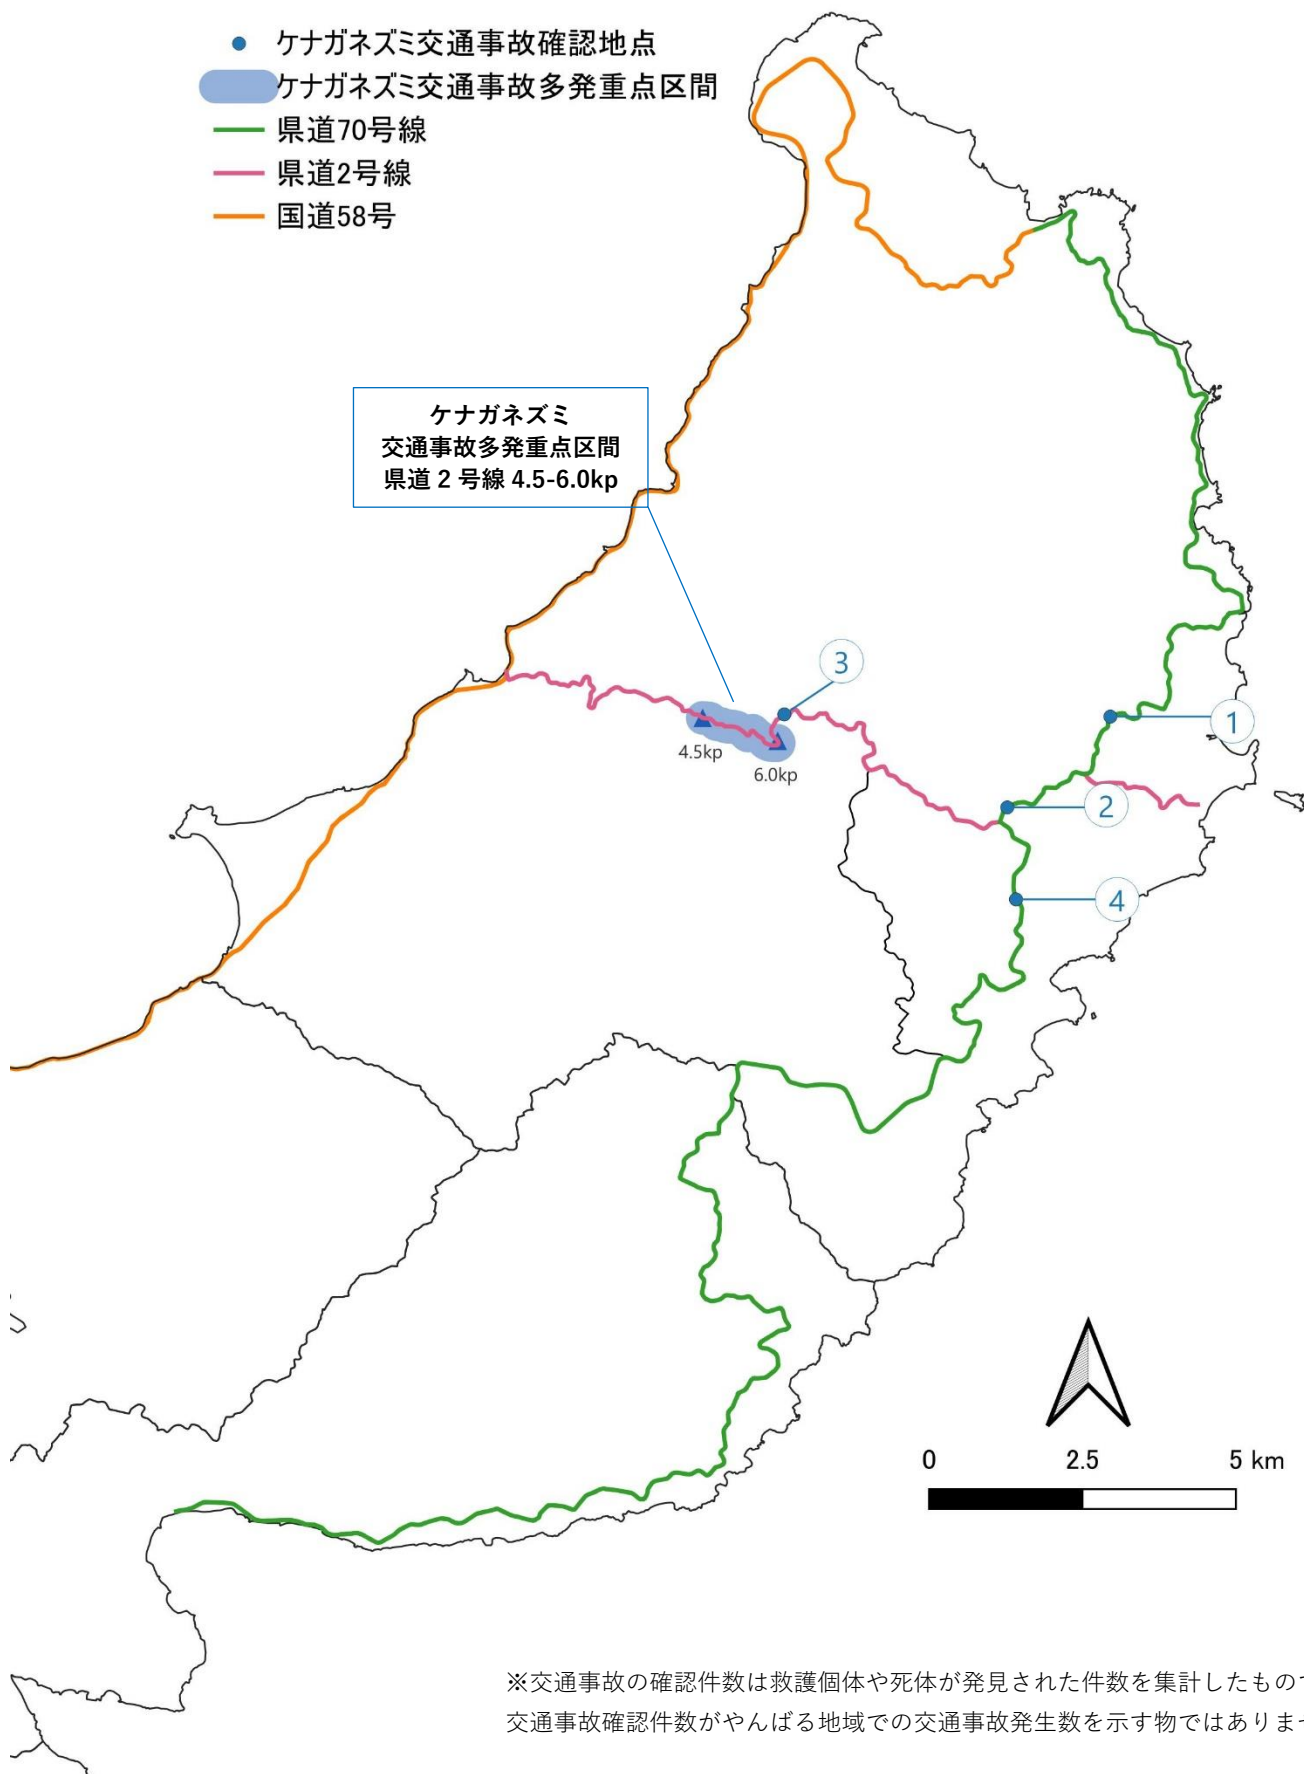 ケナガネズミ交通事故確認地点
ケナガネズミ交通事故多発重点区間
県道70号線
県道2号線
国道58号
ケナガネズミ
交通事故多発重点区間
県道 2 号線 4.5-6.0kp
3
1
4.5kp
6.0kp
2
4
0 2.5 5 km
※交通事故の確認件数は救護個体や死体が発見された件数を集計したもので
交通事故確認件数がやんばる地域での交通事故発生数を示す物ではありませ